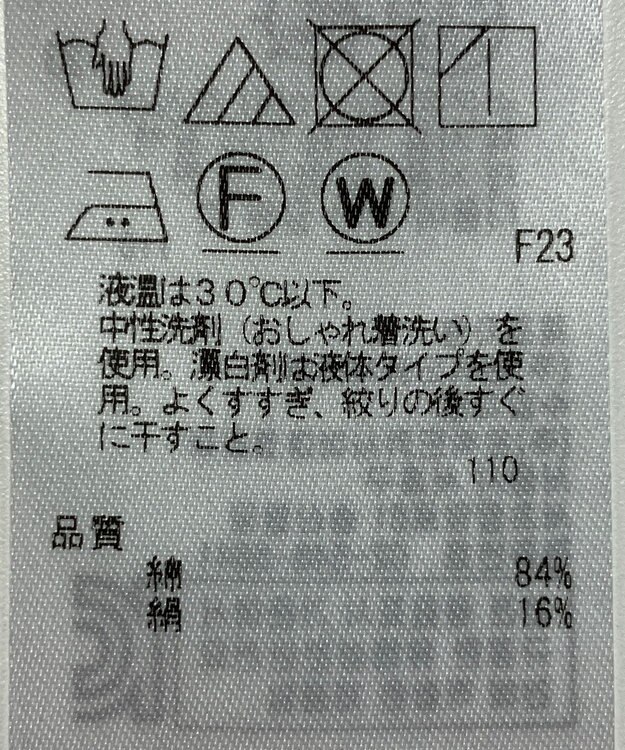 F
W
F23
液温は30℃以下。
中性洗剤（おしゃれ着洗い）を
使用。漂白剤は液体タイプを使
用。よくすすぎ、絞りの後すぐ
に干すこと。
110
品質
綿 84%
絹 16%